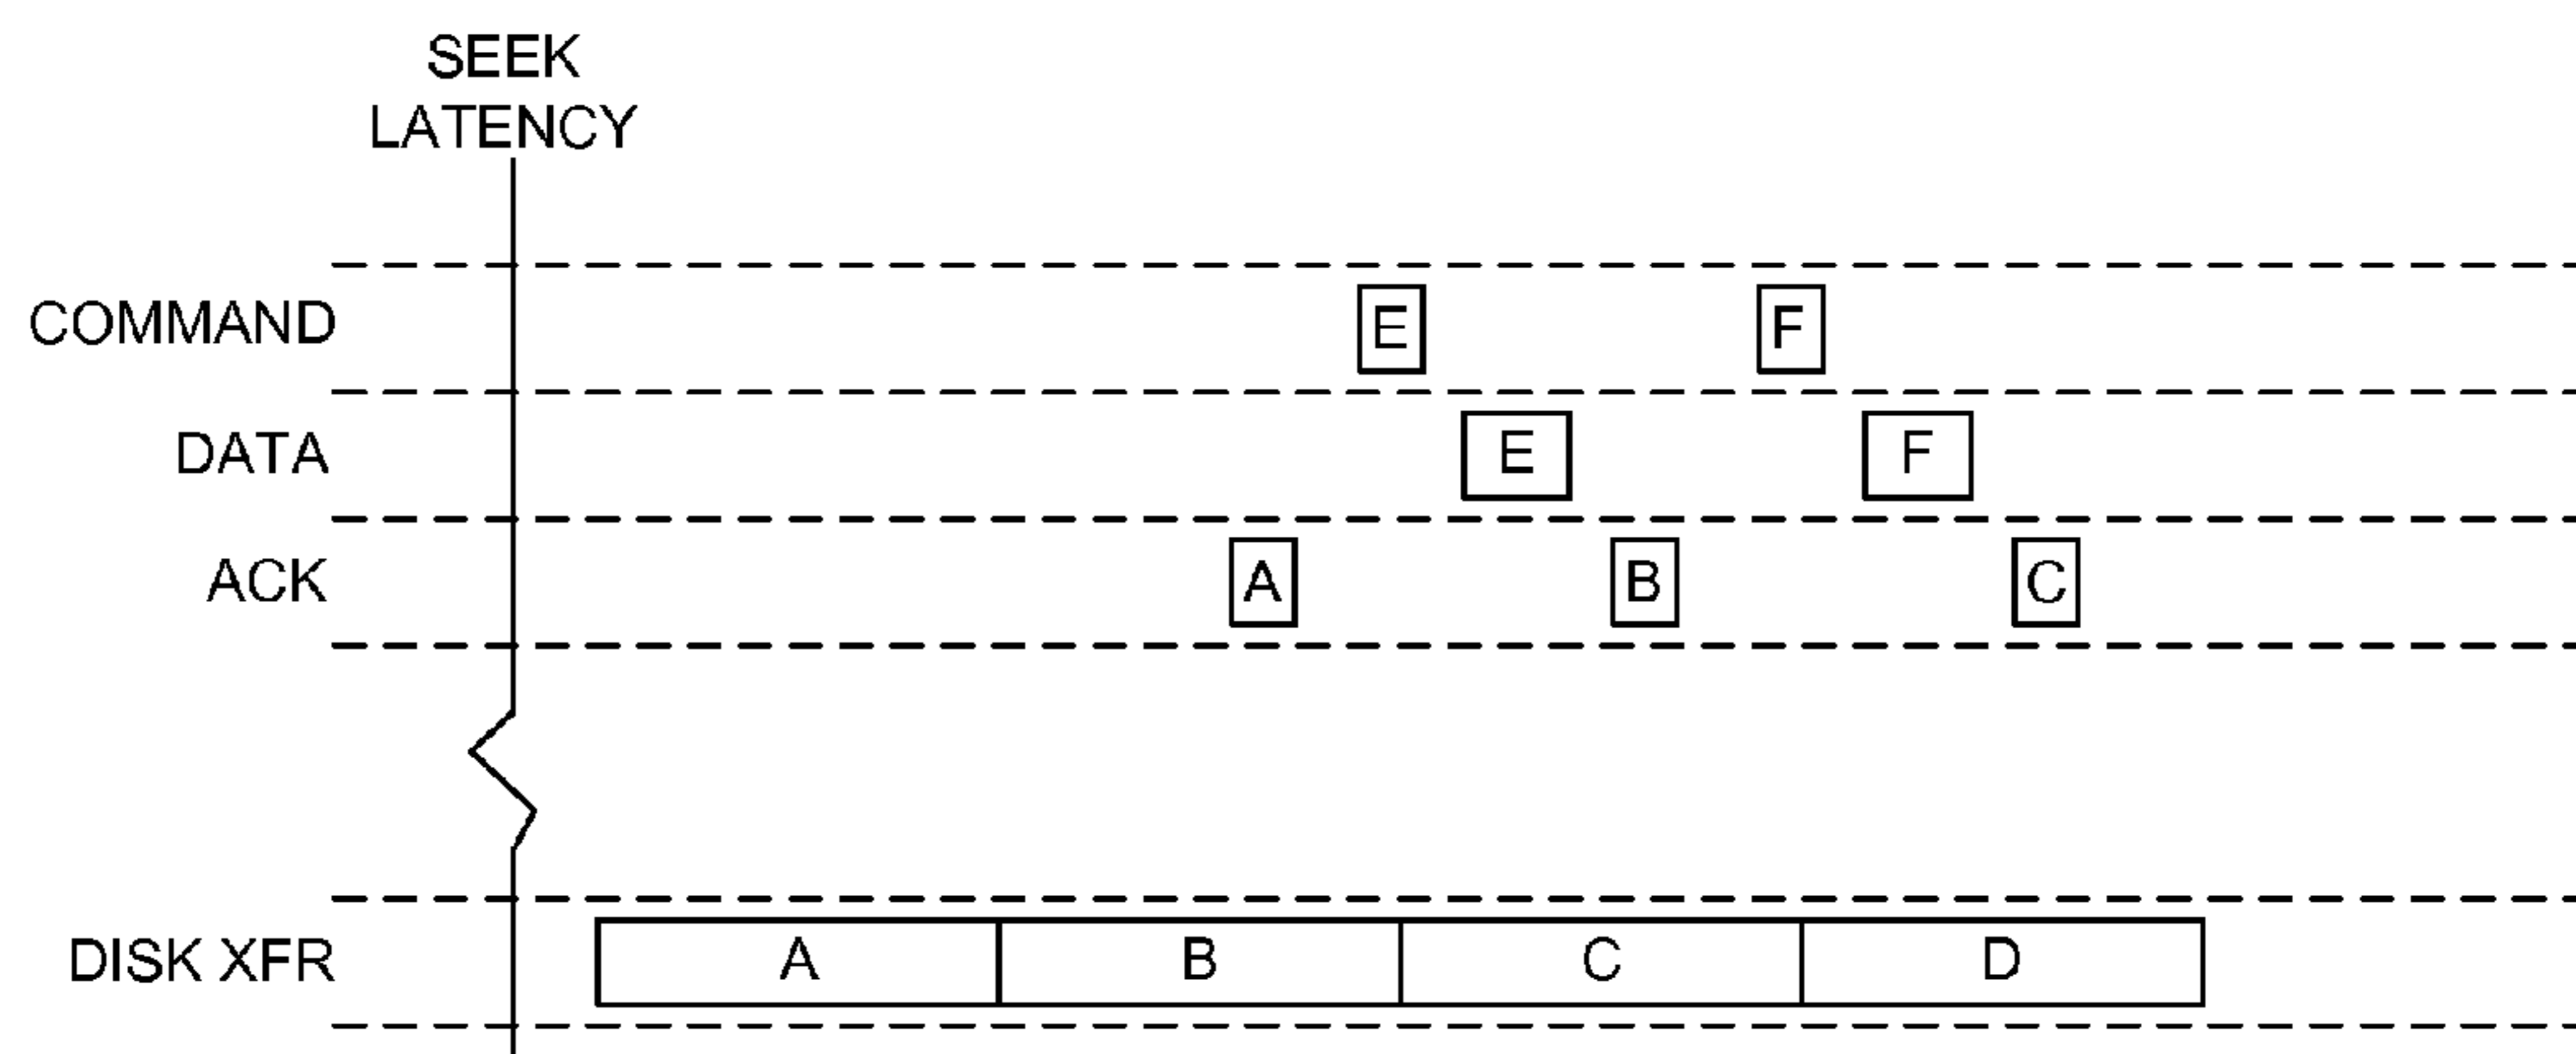 SEEK
LATENCY
COMMAND E F
DATA E F
ACK A B C
DISK XFR A B C D